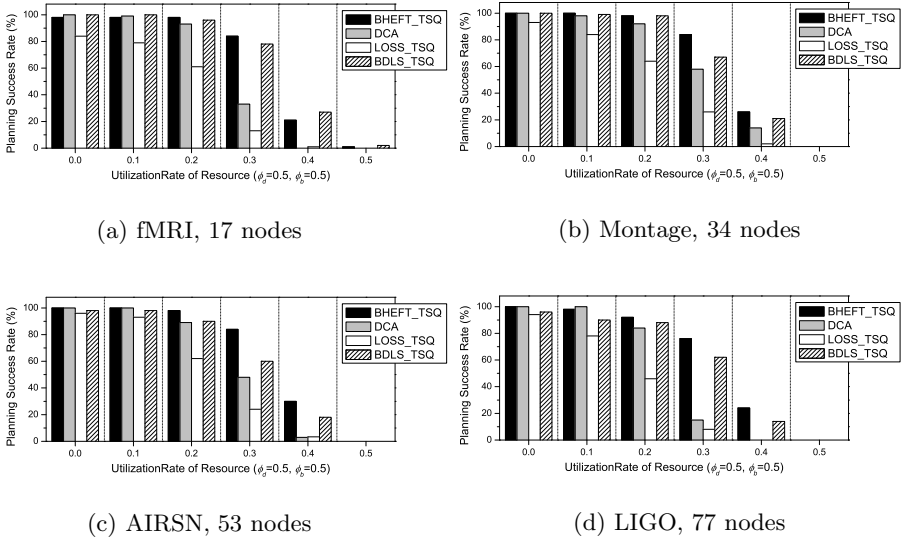 Planning Success Rate (%)
100
80
60
40
20
0
BHEFT_TSQ
DCA
LOSS_TSQ
BDLS_TSQ
0.0 0.1 0.2 0.3 0.4 0.5
UtilizationRate of Resource (ϕd=0.5, ϕb=0.5)
(a) fMRI, 17 nodes
Planning Success Rate (%)
100
80
60
40
20
0
BHEFT_TSQ
DCA
LOSS_TSQ
BDLS_TSQ
0.0 0.1 0.2 0.3 0.4 0.5
UtilizationRate of Resource (ϕd=0.5, ϕb=0.5)
(b) Montage, 34 nodes
Planning Success Rate (%)
100
80
60
40
20
0
BHEFT_TSQ
DCA
LOSS_TSQ
BDLS_TSQ
0.0 0.1 0.2 0.3 0.4 0.5
UtilizationRate of Resource (ϕd=0.5, ϕb=0.5)
(c) AIRSN, 53 nodes
Planning Success Rate (%)
100
80
60
40
20
0
BHEFT_TSQ
DCA
LOSS_TSQ
BDLS_TSQ
0.0 0.1 0.2 0.3 0.4 0.5
UtilizationRate of Resource (ϕd=0.5, ϕb=0.5)
(d) LIGO, 77 nodes